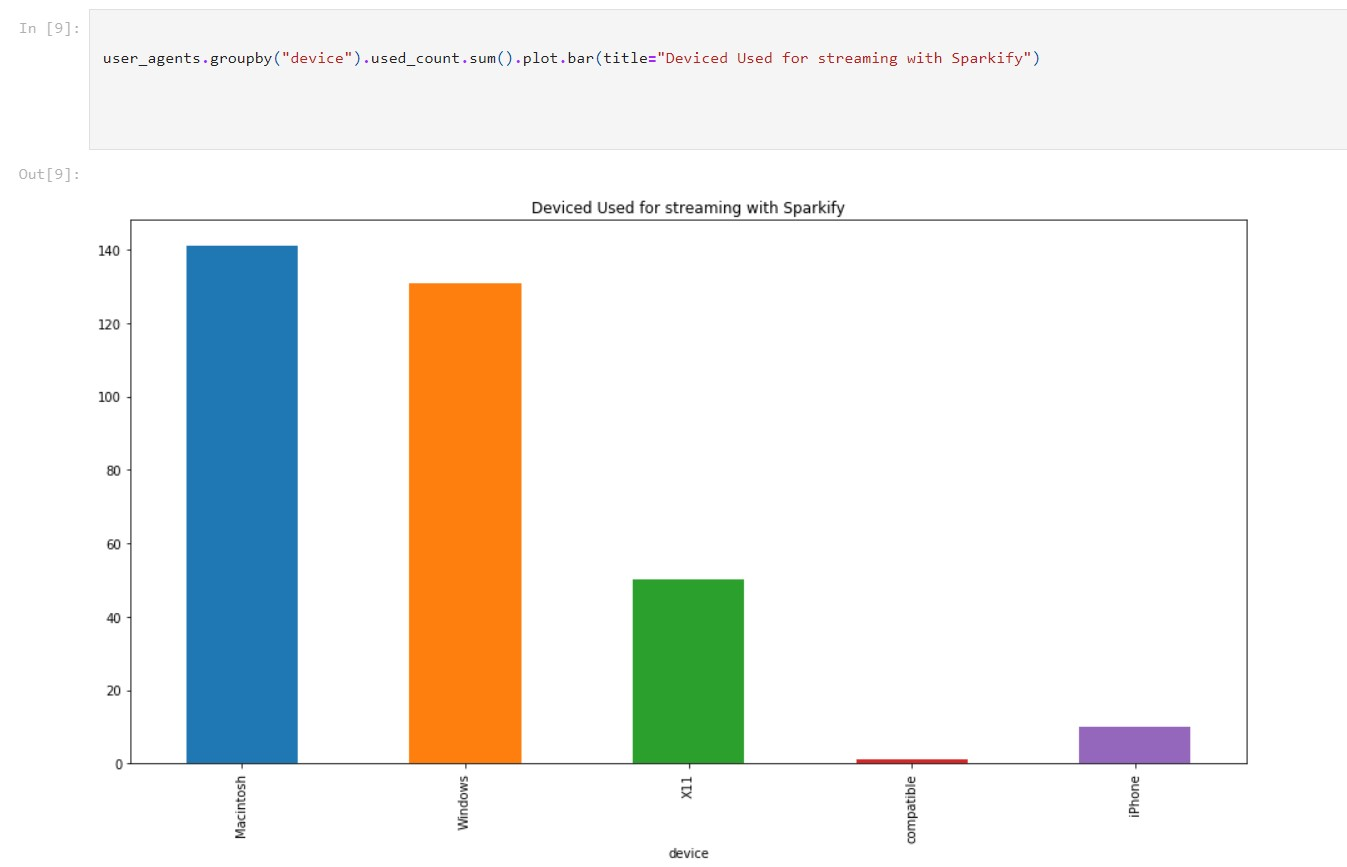 In [9]:
user_agents.groupby("device").used_count.sum().plot.bar(title="Deviced Used for streaming with Sparkify")
Out[9]:
Deviced Used for streaming with Sparkify
140
120
100
80
60
40
20
0
Macintosh
Windows
X11
compatible
iPhone
device